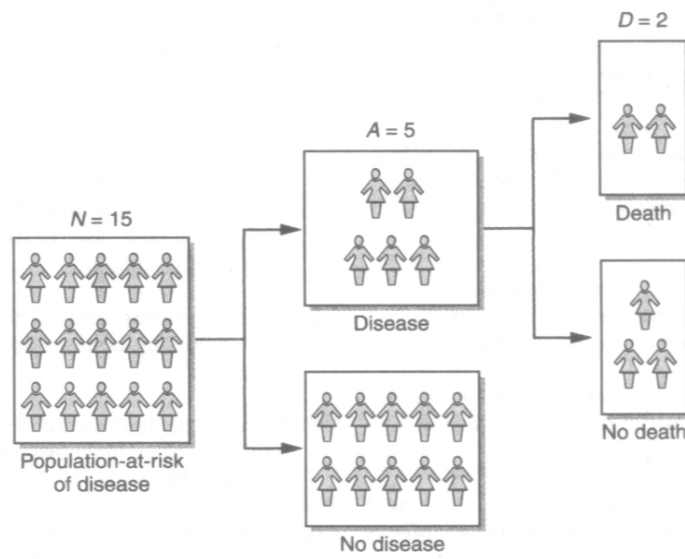 D = 2
A = 5
Death
N = 15
Disease
No death
Population-at-risk
of disease
No disease